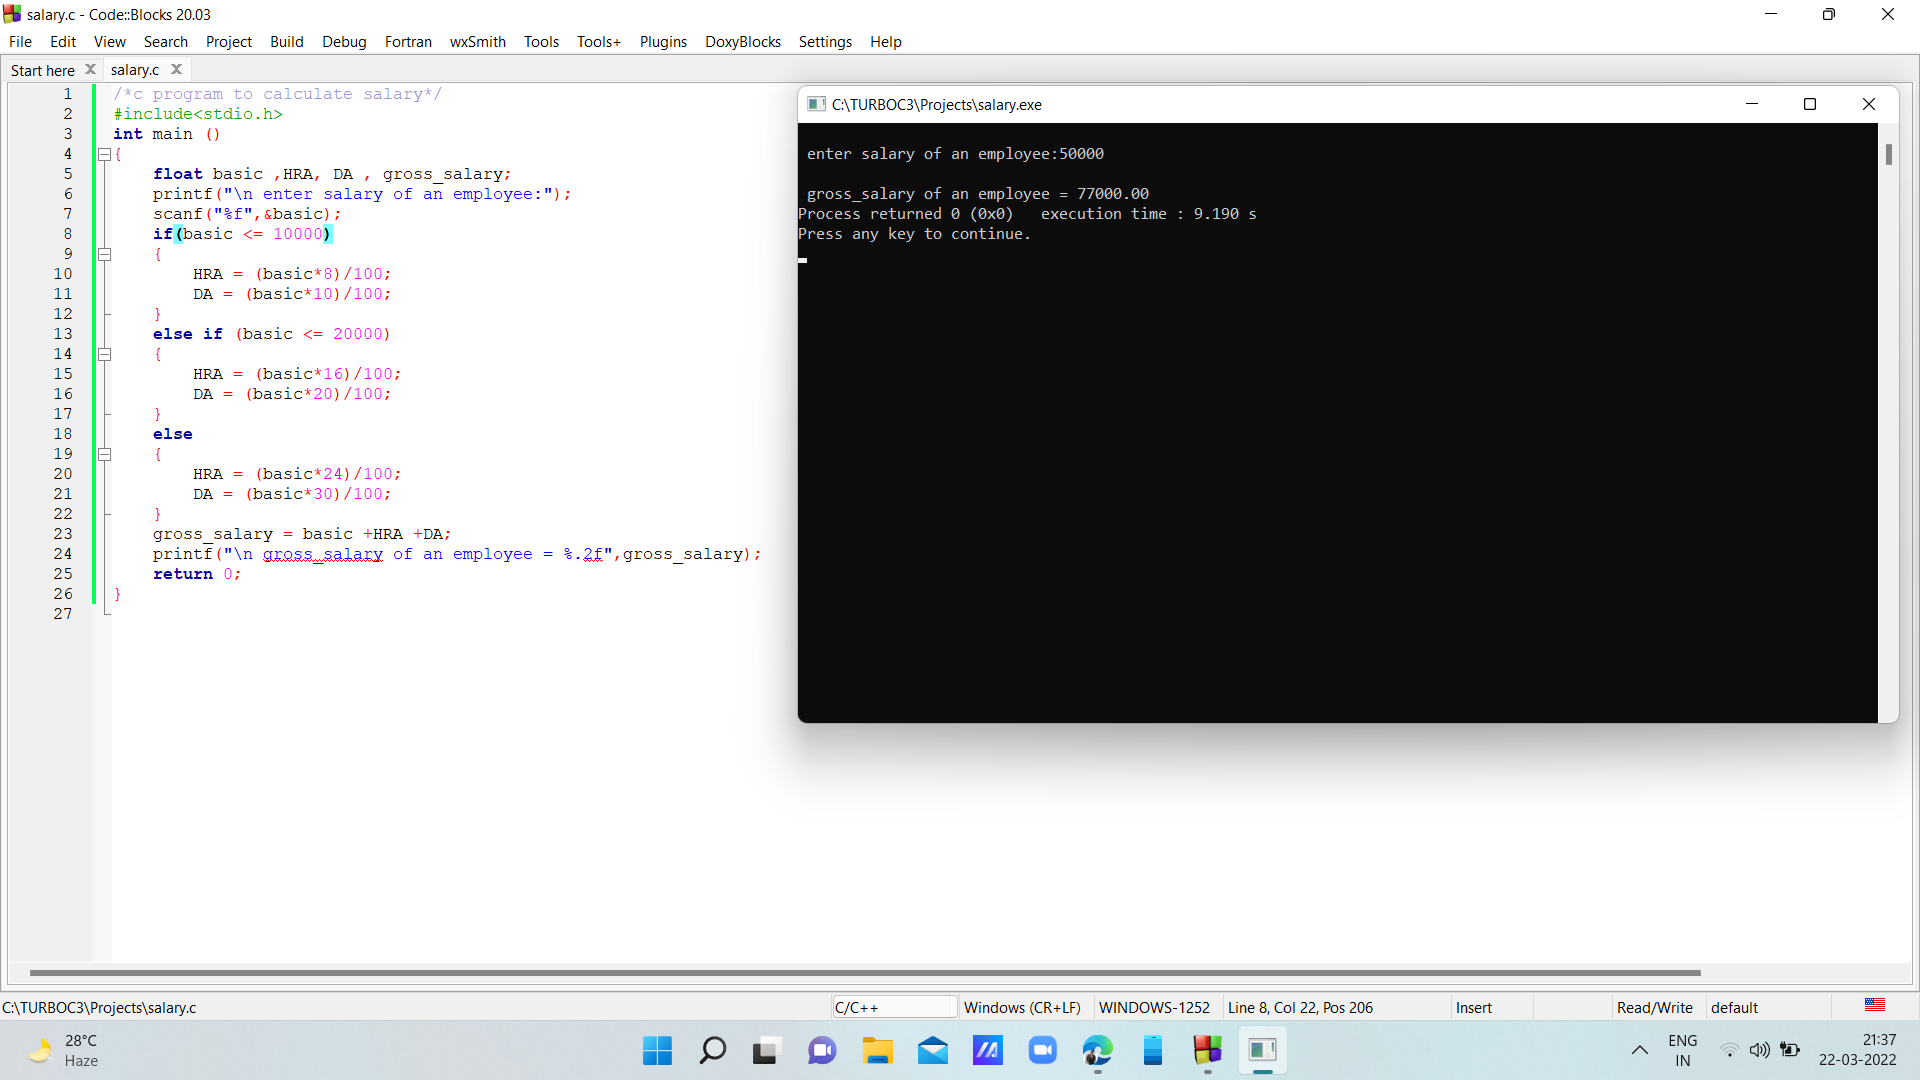 salary.c - Code::Blocks 20.03
File Edit View Search Project Build Debug Fortran wxSmith Tools Tools+ Plugins DoxyBlocks Settings Help
Start here salary.c
1 /*c program to calculate salary*/
2 #include<stdio.h>
3 int main ()
4 {
5 float basic ,HRA, DA , gross_salary;
6 printf("\n enter salary of an employee:");
7 scanf("%f",&basic);
8 if(basic <= 10000)
9 {
10 HRA = (basic*8)/100;
11 DA = (basic*10)/100;
12 }
13 else if (basic <= 20000)
14 {
15 HRA = (basic*16)/100;
16 DA = (basic*20)/100;
17 }
18 else
19 {
20 HRA = (basic*24)/100;
21 DA = (basic*30)/100;
22 }
23 gross_salary = basic +HRA +DA;
24 printf("\n gross_salary of an employee = %.2f",gross_salary);
25 return 0;
26 }
27
C:\TURBOC3\Projects\salary.exe
enter salary of an employee:50000
gross_salary of an employee = 77000.00
Process returned 0 (0x0) execution time : 9.190 s
Press any key to continue.
C:\TURBOC3\Projects\salary.c C/C++ Windows (CR+LF) WINDOWS-1252 Line 8, Col 22, Pos 206 Insert Read/Write default
28°C
Haze
ENG
IN
21:37
22-03-2022